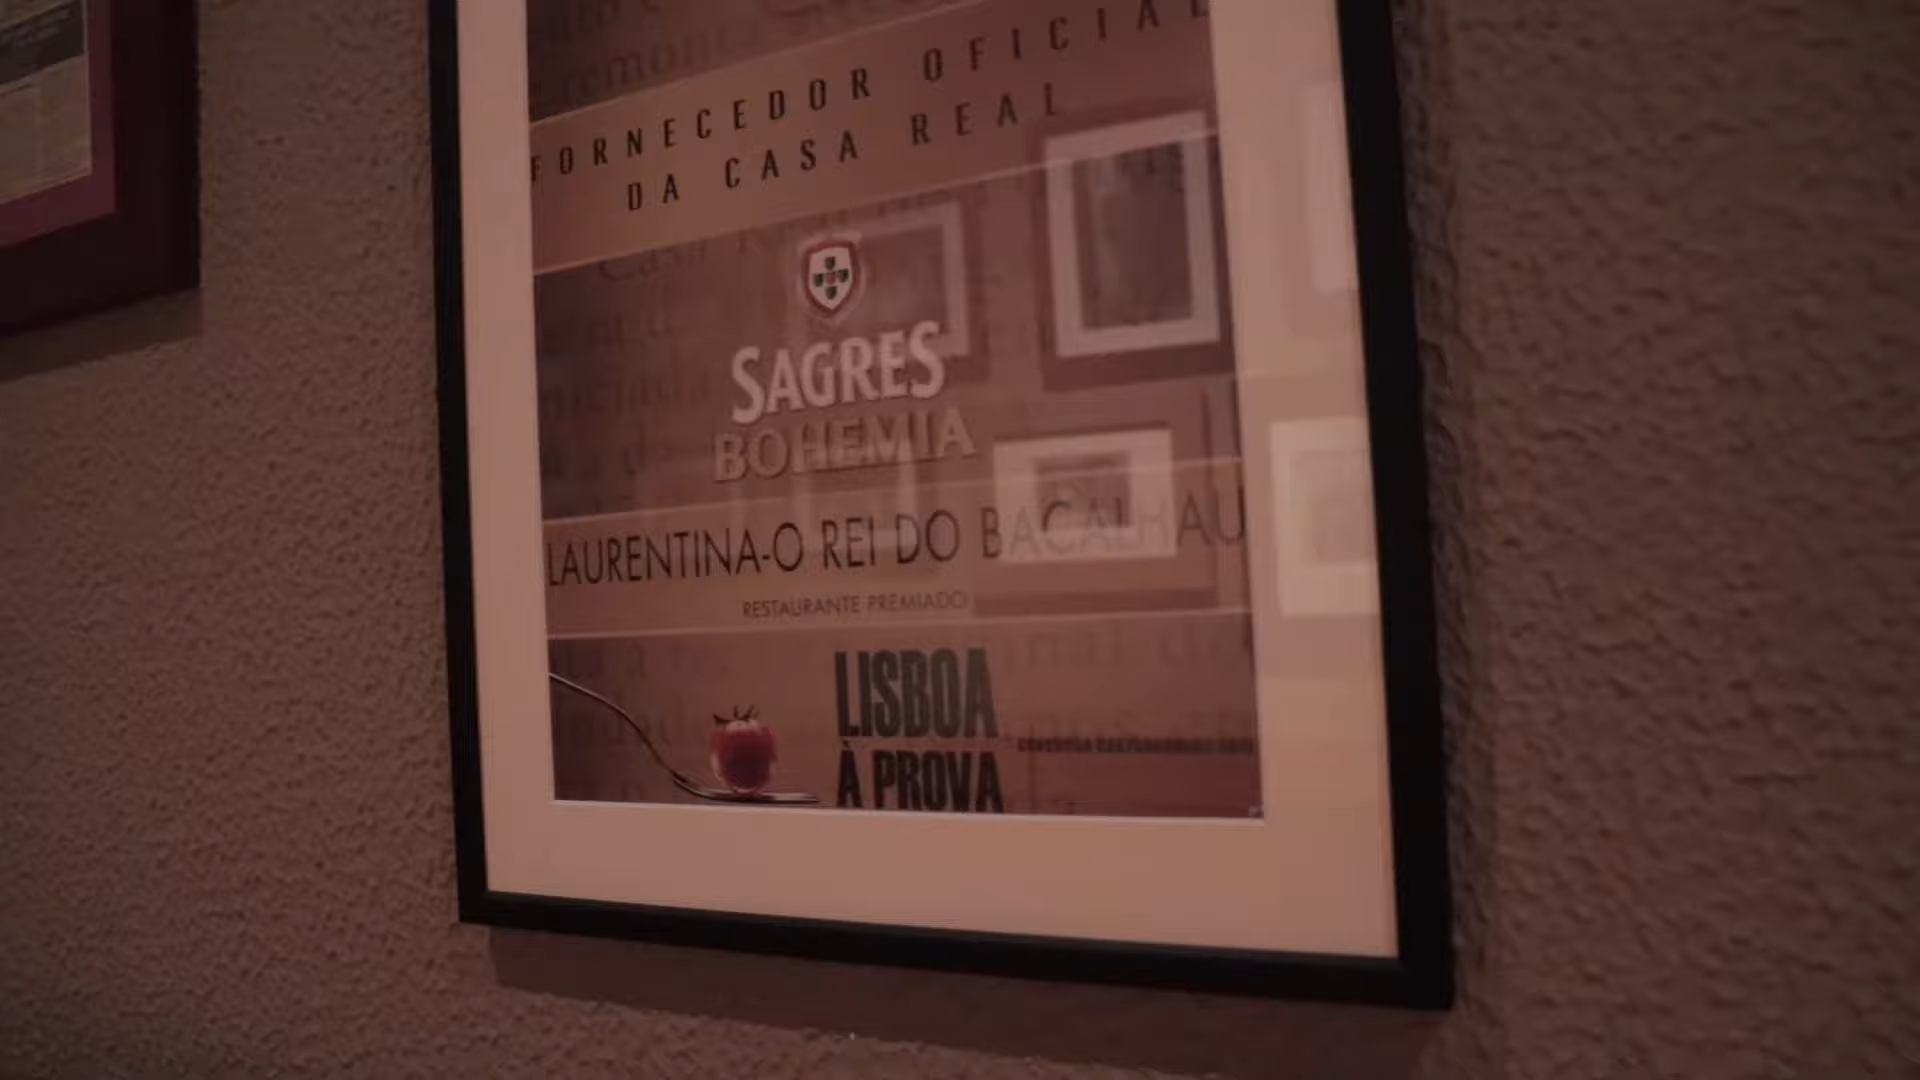 FORNECEDOR OFICIAL
DA CASA REAL
SAGRES
BOHEMIA
LAURENTINA-O REI DO BACALHAU
RESTAURANTE PREMIADO
LISBOA
À PROVA